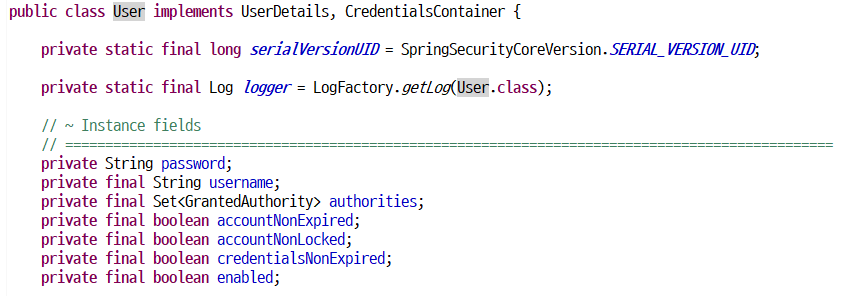 public class User implements UserDetails, CredentialsContainer {
private static final long serialVersionUID = SpringSecurityCoreVersion.SERIAL_VERSION_UID;
private static final Log logger = LogFactory.getLog(User.class);
// ~ Instance fields
// ================================================================================================
private String password;
private final String username;
private final Set<GrantedAuthority> authorities;
private final boolean accountNonExpired;
private final boolean accountNonLocked;
private final boolean credentialsNonExpired;
private final boolean enabled;